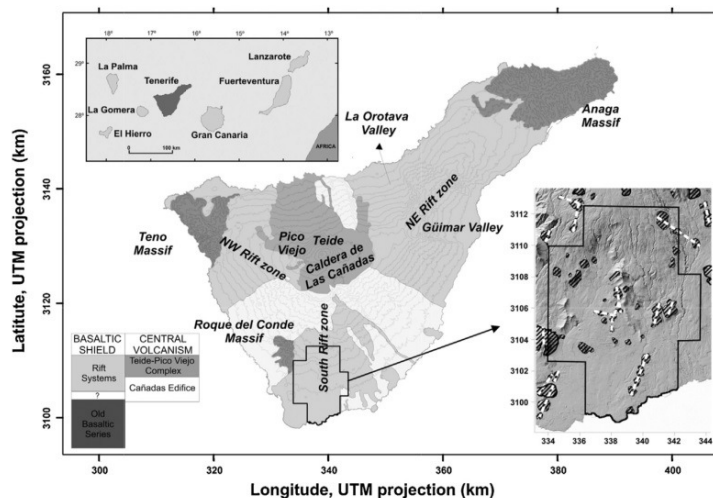 18° 17° 16° 15° 14° 13°
29°
28°
La Palma
Tenerife
La Gomera
El Hierro
Gran Canaria
Lanzarote
Fuerteventura
AFRICA
0 100 km
3160
3140
3120
3100
Latitute, UTM projection (km)
La Orotava
Valley
Anaga
Massif
NE Rift zone
Güimar Valley
Teno
Massif
NW Rift zone
Pico
Viejo
Teide
Caldera de
Las Cañadas
Roque del Conde
Massif
South Rift zone
BASALTIC
SHIELD
CENTRAL
VOLCANISM
Rift
Systems
Teide-Pico Viejo
Complex
Cañadas Edifice
?
Old
Basaltic
Series
3112
3110
3108
3106
3104
3102
3100
334 336 338 340 342 344
300 320 340 360 380 400
Longitude, UTM projection (km)